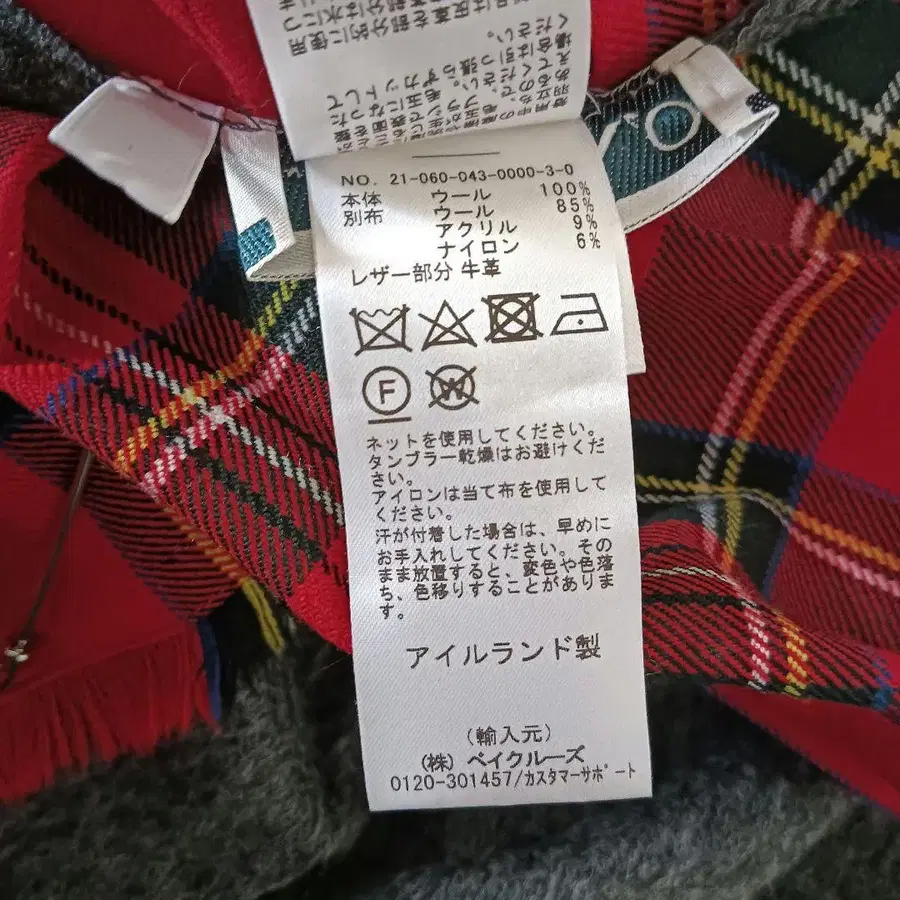 NO. 21-060-043-0000-3-0
本体 ウール 100%
別布 ウール 85%
アクリル 9%
ナイロン 6%
レザー部分 牛革
F W
ネットを使用してください。
タンブラー乾燥はお避けくだ
さい。
アイロンは当て布を使用して
ください。
汗が付着した場合は、早めに
お手入れしてください。その
まま放置すると、変色や色落
ち、色移りすることがありま
す。
アイルランド製
(輸入元)
(株) ベイクルーズ
0120-301457/カスタマーサポート